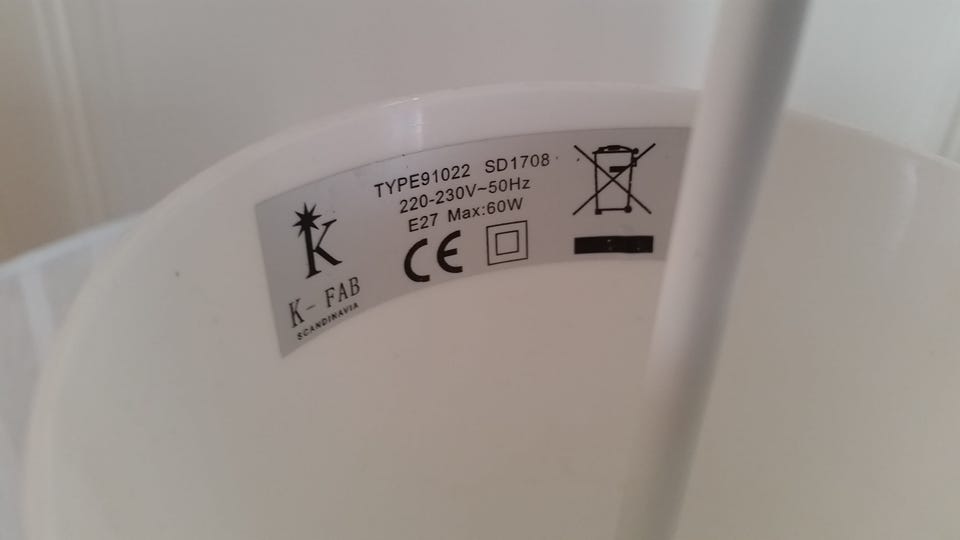 TYPE91022 SD1708
220-230V~50Hz
E27 Max:60W
CE
k
K- FAB
SCANDINAVIA